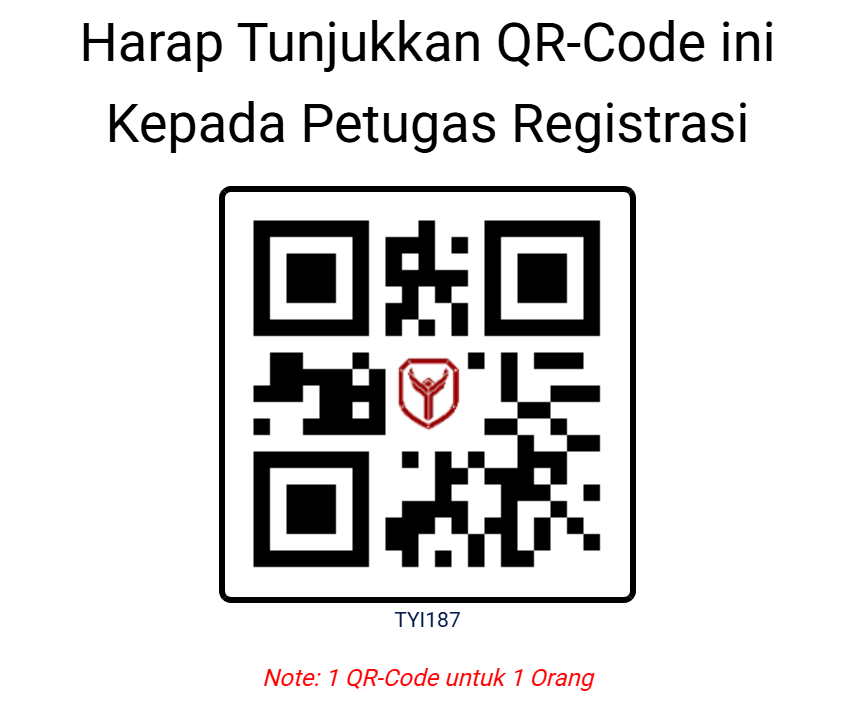 Harap Tunjukkan QR-Code ini
Kepada Petugas Registrasi
TYI187
Note: 1 QR-Code untuk 1 Orang